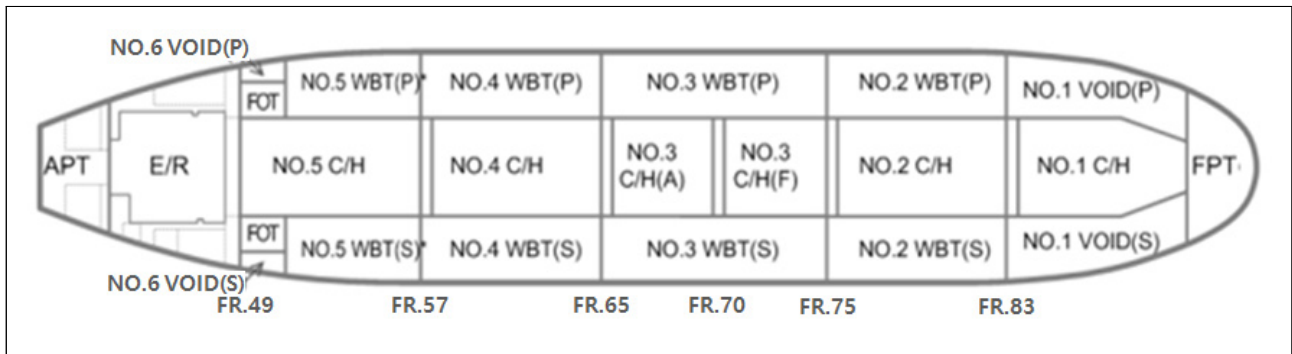 NO.6 VOID(P)
FOT
NO.5 WBT(P)*
NO.4 WBT(P)
NO.3 WBT(P)
NO.2 WBT(P)
NO.1 VOID(P)
APT
E/R
NO.5 C/H
NO.4 C/H
NO.3
C/H(A)
NO.3
C/H(F)
NO.2 C/H
NO.1 C/H
FPT
FOT
NO.5 WBT(S)*
NO.4 WBT(S)
NO.3 WBT(S)
NO.2 WBT(S)
NO.1 VOID(S)
NO.6 VOID(S)
FR.49
FR.57
FR.65
FR.70
FR.75
FR.83